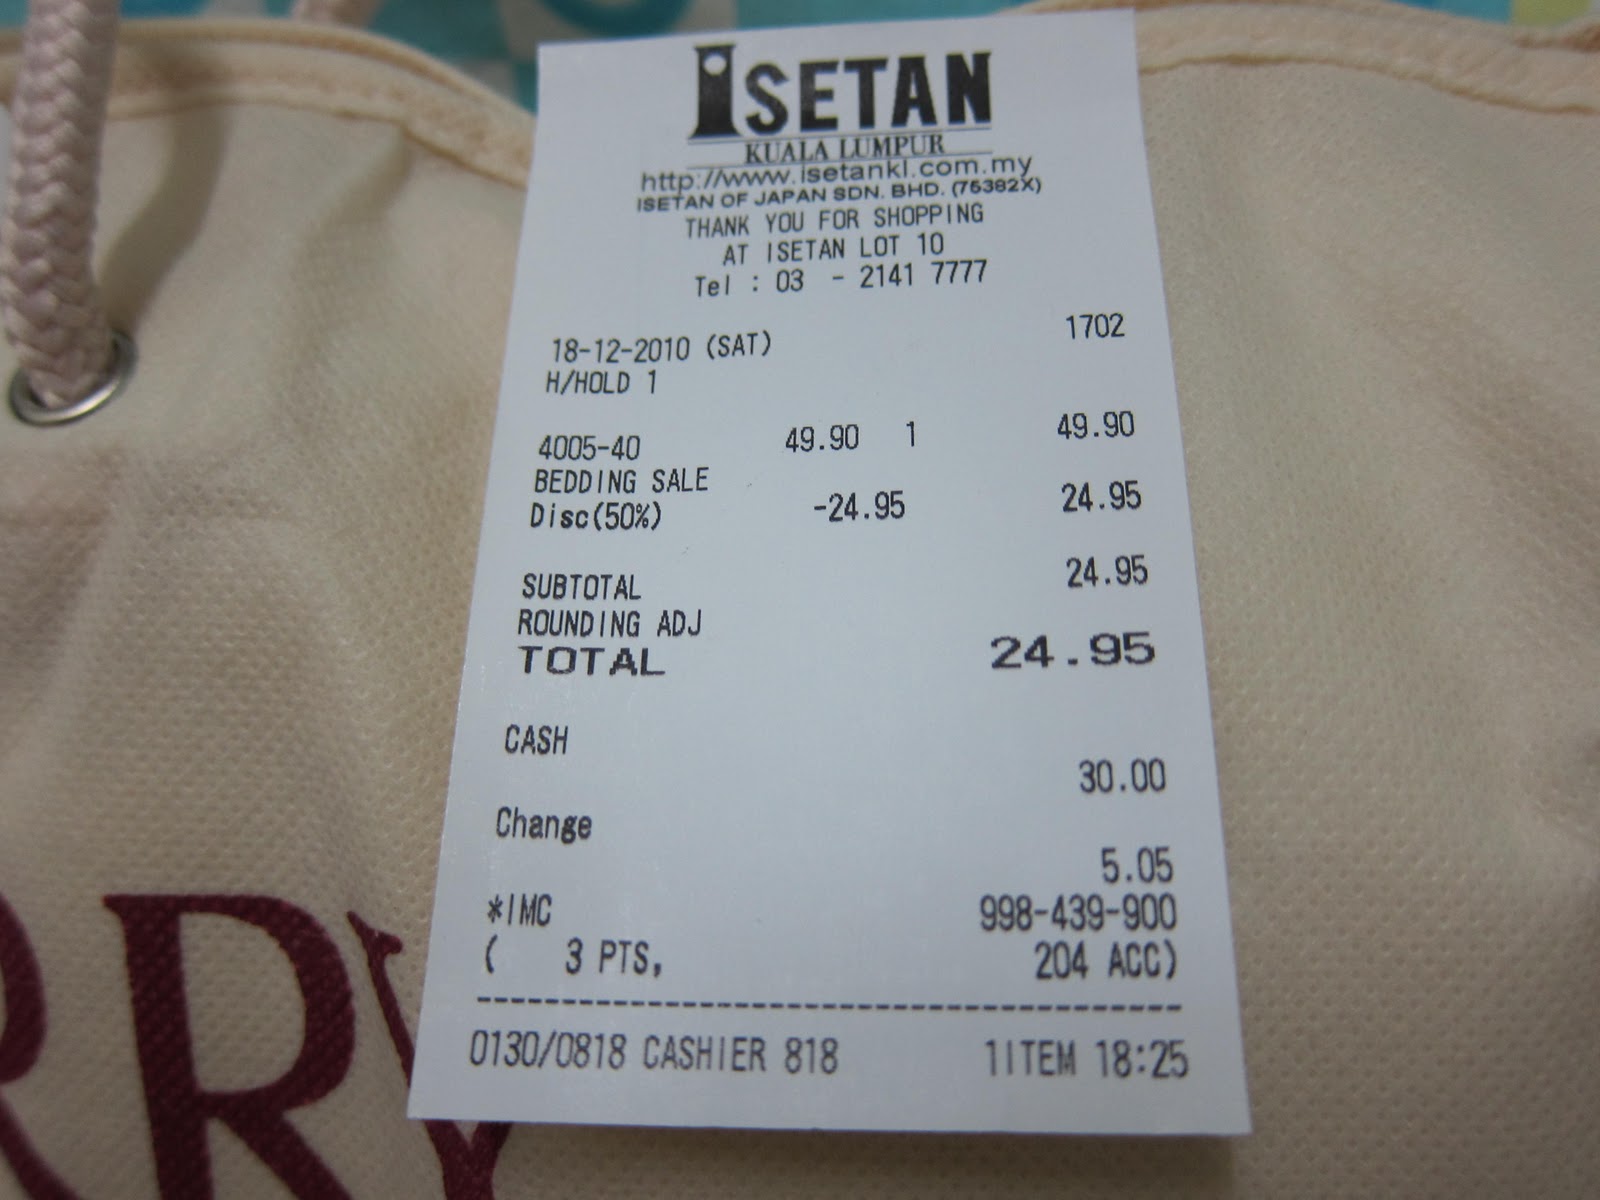 ISETAN
KUALA LUMPUR
http://www.isetankl.com.my
ISETAN OF JAPAN SDN. BHD. (75382X)
THANK YOU FOR SHOPPING
AT ISETAN LOT 10
Tel : 03 - 2141 7777
18-12-2010 (SAT) 1702
H/HOLD 1
4005-40 49.90 1 49.90
BEDDING SALE
Disc(50%) -24.95 24.95
SUBTOTAL 24.95
ROUNDING ADJ
TOTAL 24.95
CASH
30.00
Change
5.05
*IMC 998-439-900
( 3 PTS, 204 ACC)
0130/0818 CASHIER 818 1ITEM 18:25
RRY